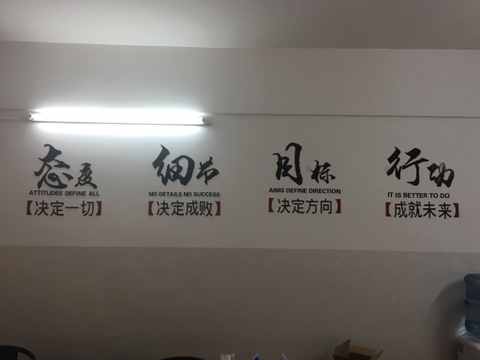 态度
ATTITUDES DEFINE ALL
【决定一切】
细节
NO DETAILS NO SUCCESS
【决定成败】
目标
AIMS DEFINE DIRECTION
【决定方向】
行动
IT IS BETTER TO DO
【成就未来】